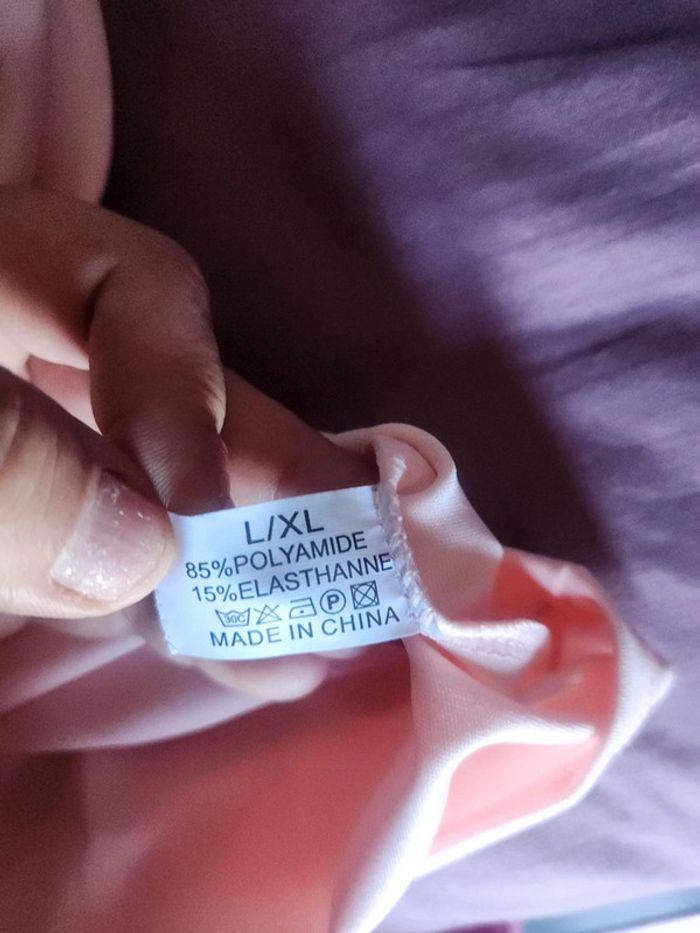 L/XL
85%POLYAMIDE
15%ELASTHANNE
30C P
MADE IN CHINA